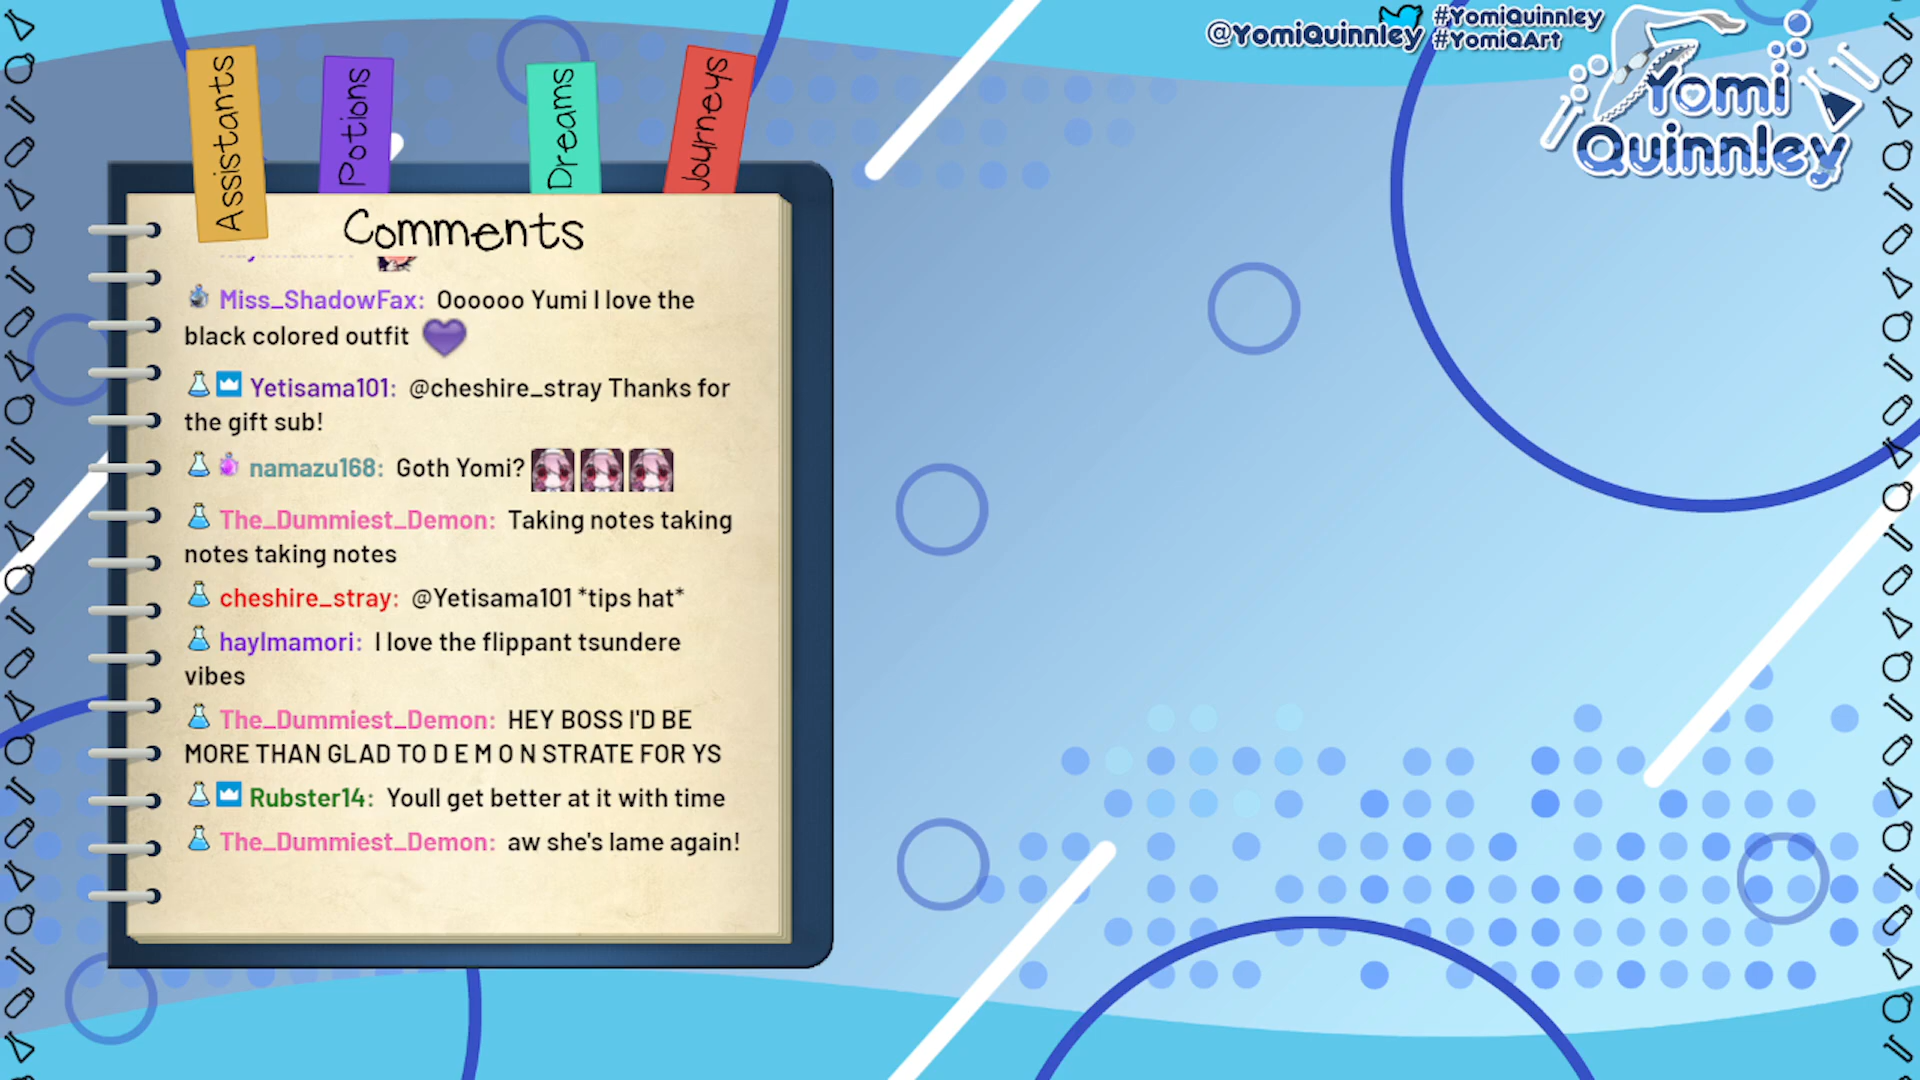 @YomiQuinnley
#YomiQuinnley
#YomiQArt
Yomi
Quinnley
Assistants
Potions
Dreams
Journeys
Comments
Miss_ShadowFax: Oooooo Yumi I love the
black colored outfit
Yetisama101: @cheshire_stray Thanks for
the gift sub!
namazu168: Goth Yomi?
The_Dummiest_Demon: Taking notes taking
notes taking notes
cheshire_stray: @Yetisama101 *tips hat*
haylmamori: I love the flippant tsundere
vibes
The_Dummiest_Demon: HEY BOSS I'D BE
MORE THAN GLAD TO D E M O N STRATE FOR YS
Rubster14: Youll get better at it with time
The_Dummiest_Demon: aw she's lame again!